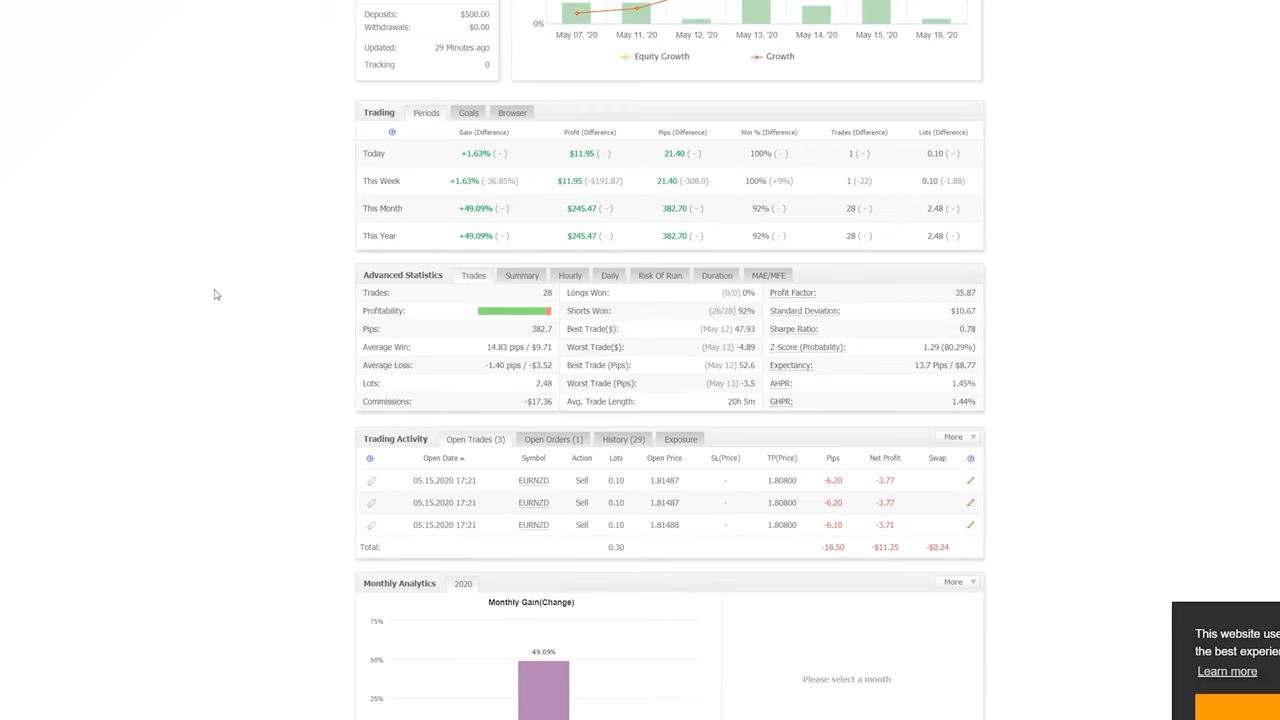 Deposits: $500.00
Withdrawals: $0.00
Updated: 29 Minutes ago
Tracking 0
0%
May 07, '20 May 11, '20 May 12, '20 May 13, '20 May 14, '20 May 15, '20 May 18, '20
Equity Growth Growth
Trading Periods Goals Browser
Gain (Difference) Profit (Difference) Pips (Difference) Win % (Difference) Trades (Difference) Lots (Difference)
Today +1.63% ( - ) $11.95 ( - ) 21.40 ( - ) 100% ( - ) 1 ( - ) 0.10 ( - )
This Week +1.63% (-36.85%) $11.95 (-$191.87) 21.40 (-308.0) 100% (+9%) 1 (-22) 0.10 (-1.88)
This Month +49.09% ( - ) $245.47 ( - ) 382.70 ( - ) 92% ( - ) 28 ( - ) 2.48 ( - )
This Year +49.09% ( - ) $245.47 ( - ) 382.70 ( - ) 92% ( - ) 28 ( - ) 2.48 ( - )
Advanced Statistics Trades Summary Hourly Daily Risk Of Ruin Duration MAE/MFE
Trades: 28 Longs Won: (0/0) 0% Profit Factor: 35.87
Profitability: Shorts Won: (26/28) 92% Standard Deviation: $10.67
Pips: 382.7 Best Trade($): (May 12) 47.93 Sharpe Ratio: 0.78
Average Win: 14.83 pips / $9.71 Worst Trade($): (May 13) -4.89 Z-Score (Probability): 1.29 (80.29%)
Average Loss: -1.40 pips / -$3.52 Best Trade (Pips): (May 12) 52.6 Expectancy: 13.7 Pips / $8.77
Lots: 2.48 Worst Trade (Pips): (May 13) -3.5 AHPR: 1.45%
Commissions: -$17.36 Avg. Trade Length: 20h 5m GHPR: 1.44%
Trading Activity Open Trades (3) Open Orders (1) History (29) Exposure More
Open Date Symbol Action Lots Open Price SL(Price) TP(Price) Pips Net Profit Swap
05.15.2020 17:21 EURNZD Sell 0.10 1.81487 - 1.80800 -6.20 -3.77
05.15.2020 17:21 EURNZD Sell 0.10 1.81487 - 1.80800 -6.20 -3.77
05.15.2020 17:21 EURNZD Sell 0.10 1.81488 - 1.80800 -6.10 -3.71
Total: 0.30 -18.50 -$11.25 -$0.24
Monthly Analytics 2020 More
Monthly Gain(Change)
75%
49.09%
50%
25%
Please select a month
This website use
the best experie
Learn more